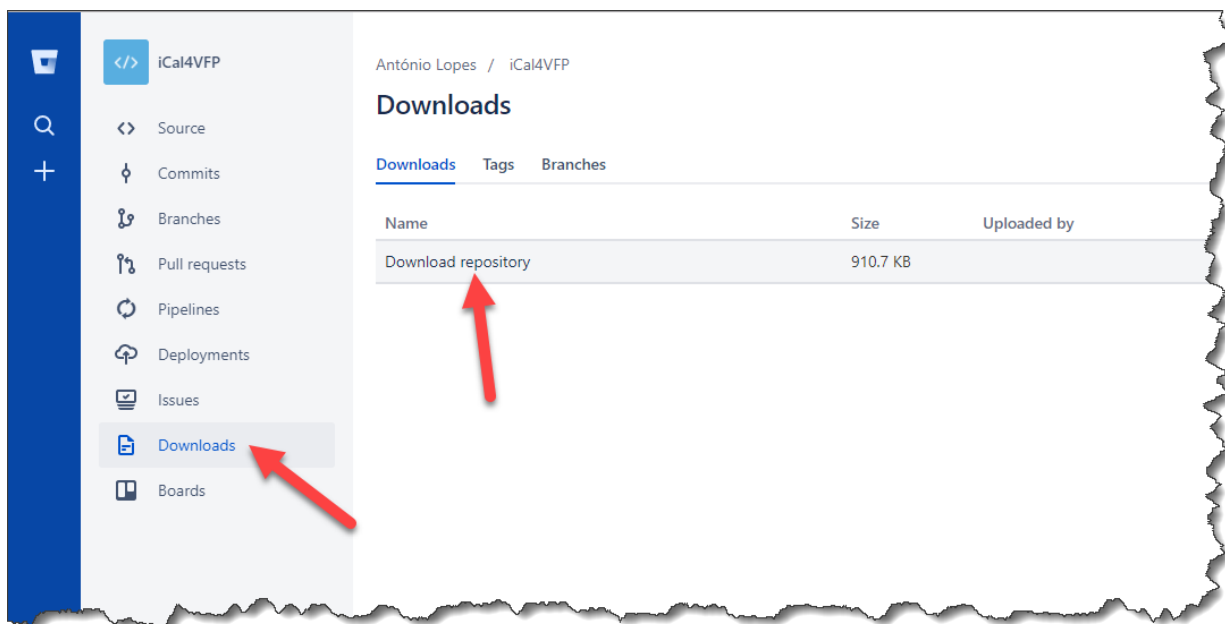 iCal4VFP
Source
Commits
Branches
Pull requests
Pipelines
Deployments
Issues
Downloads
Boards
António Lopes / iCal4VFP
Downloads
Downloads Tags Branches
Name Size Uploaded by
Download repository 910.7 KB